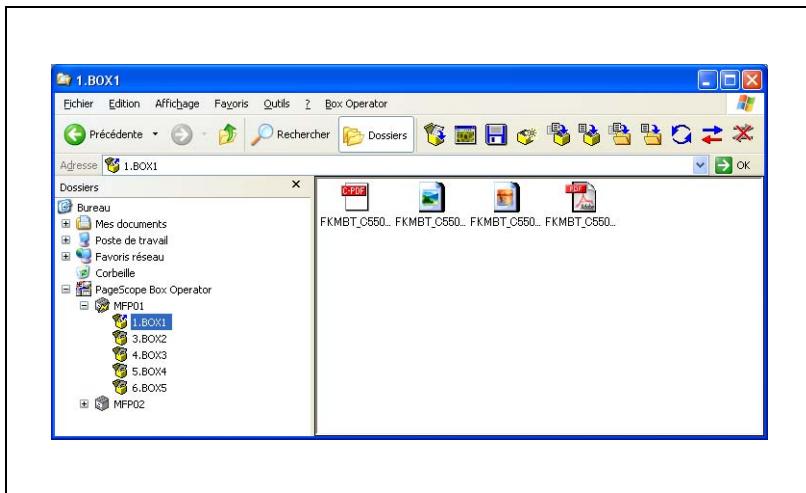 1.BOX1
Fichier Edition Affichage Favoris Outils ? Box Operator
Précédente Rechercher Dossiers
Adresse 1.BOX1 OK
Dossiers x
Bureau
Mes documents
Poste de travail
Favoris réseau
Corbeille
PageScope Box Operator
MFP01
1.BOX1
3.BOX2
4.BOX3
5.BOX4
6.BOX5
MFP02
C-PDF PDF
FKMBT_C550... FKMBT_C550... FKMBT_C550... FKMBT_C550...